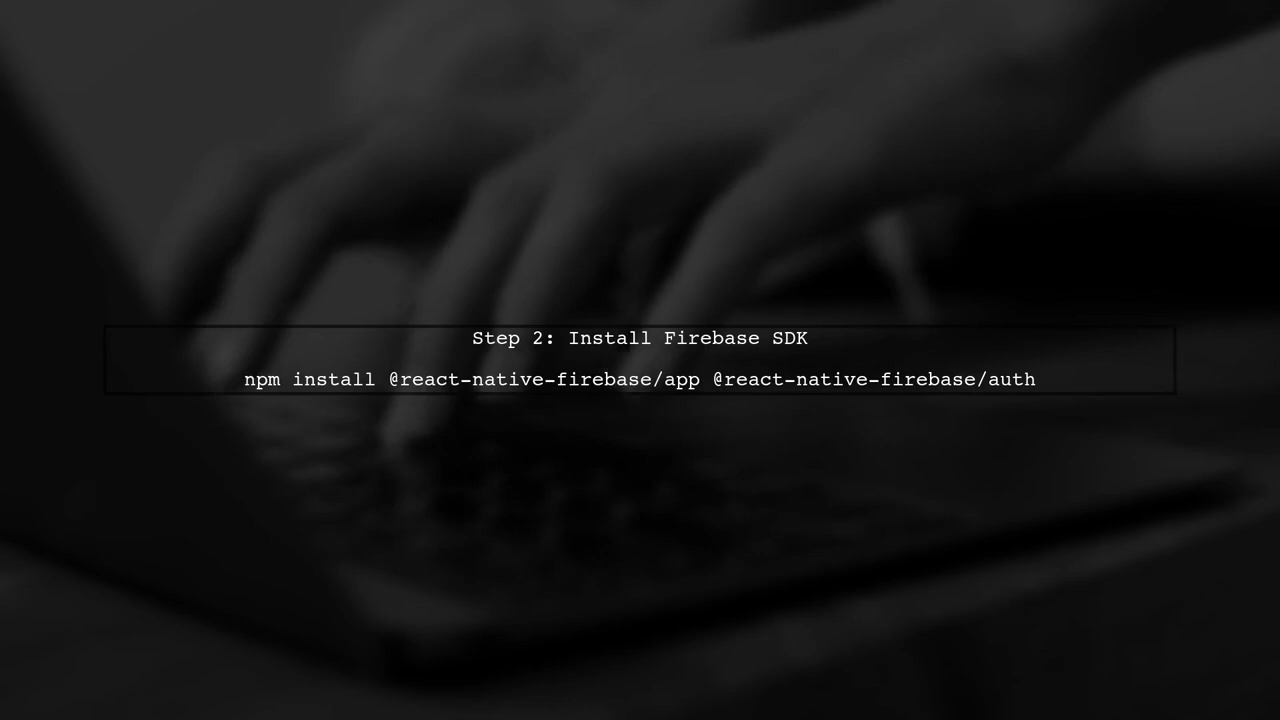 Step 2: Install Firebase SDK
npm install @react-native-firebase/app @react-native-firebase/auth